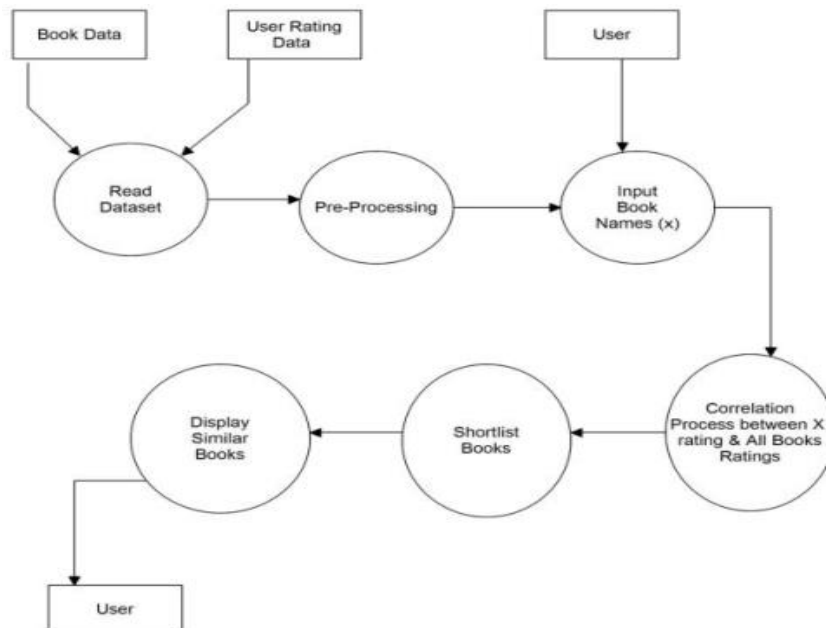 Book Data
User Rating
Data
User
Read
Dataset
Pre-Processing
Input
Book
Names (x)
Correlation
Process between X
rating & All Books
Ratings
Shortlist
Books
Display
Similar
Books
User